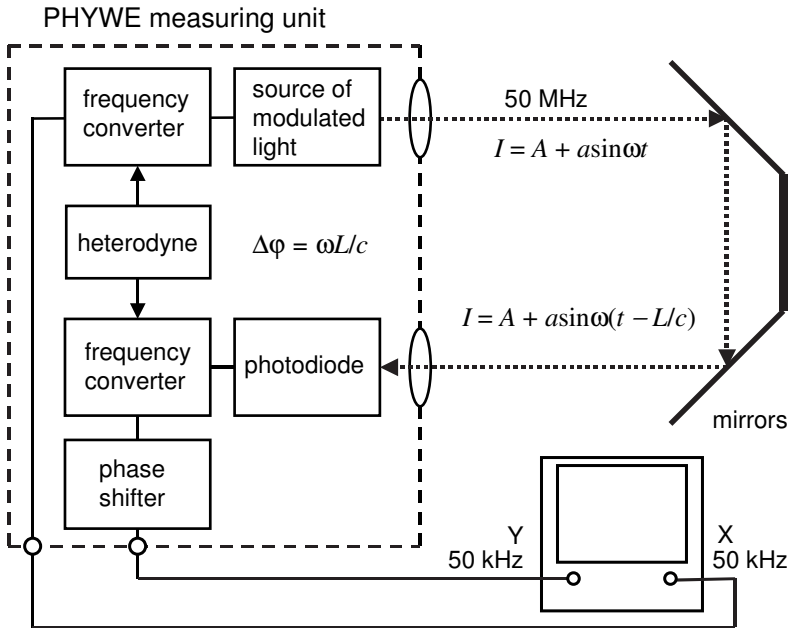 PHYWE measuring unit
frequency
converter
source of
modulated
light
50 MHz
I = A + asinωt
heterodyne
Δφ = ωL/c
I = A + asinω(t − L/c)
frequency
converter
photodiode
mirrors
phase
shifter
Y
50 kHz
X
50 kHz